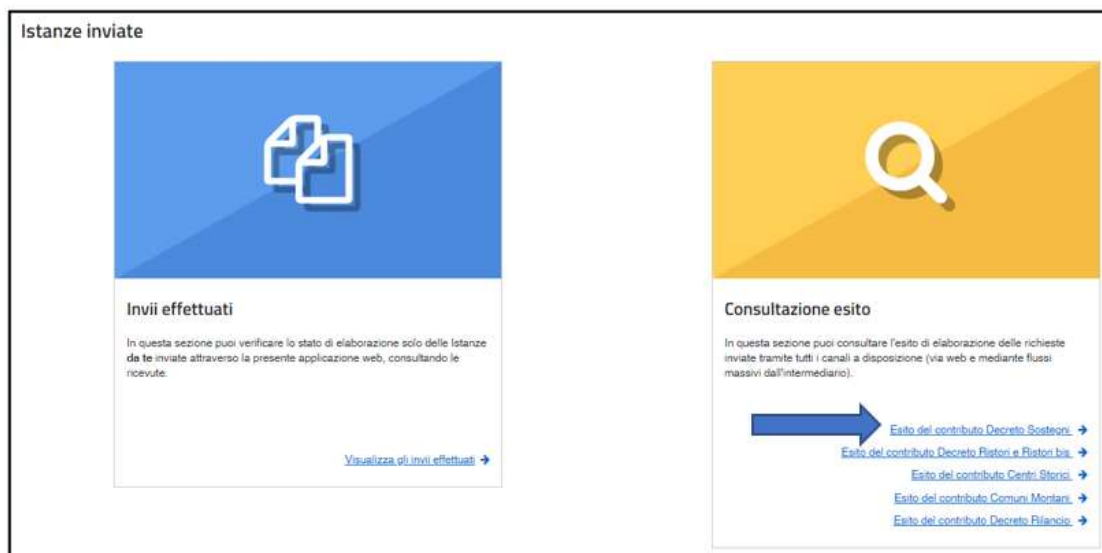 Istanze inviate
Invii effettuati
In questa sezione puoi verificare lo stato di elaborazione solo delle Istanze
da te inviate attraverso la presente applicazione web, consultando le
ricevute.
Visualizza gli invii effettuati
Consultazione esito
In questa sezione puoi consultare l'esito di elaborazione delle richieste
inviate tramite tutti i canali a disposizione (via web e mediante flussi
massivi dall'intermediario).
Esito del contributo Decreto Sostegni
Esito del contributo Decreto Ristori e Ristori bis
Esito del contributo Centri Storici
Esito del contributo Comuni Montani
Esito del contributo Decreto Rilancio